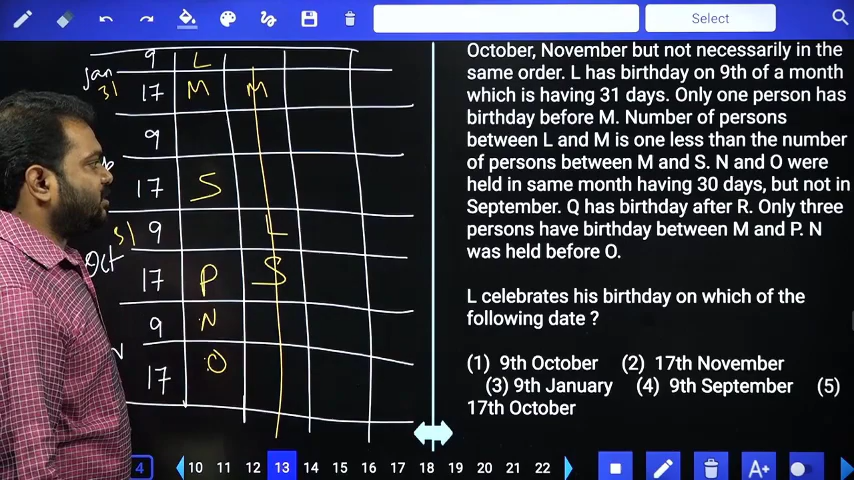 Select
9 L
Jan
31 17 M M
9
17 S
31 9 L
Oct
17 P S
9 N
17 O
October, November but not necessarily in the
same order. L has birthday on 9th of a month
which is having 31 days. Only one person has
birthday before M. Number of persons
between L and M is one less than the number
of persons between M and S. N and O were
held in same month having 30 days, but not in
September. Q has birthday after R. Only three
persons have birthday between M and P. N
was held before O.
L celebrates his birthday on which of the
following date ?
(1) 9th October (2) 17th November
(3) 9th January (4) 9th September (5)
17th October
4 10 11 12 13 14 15 16 17 18 19 20 21 22
A+